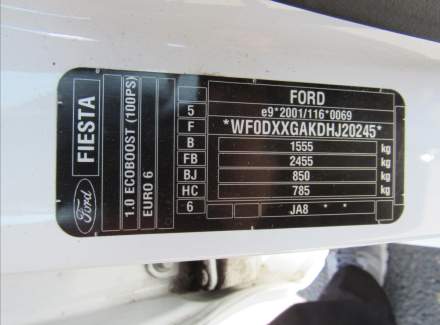 Ford
FIESTA
1.0 ECOBOOST (100PS)
EURO 6
FORD
5 e9*2001/116*0069
F *WF0DXXGAKDHJ20245*
B 1555 kg
FB 2455 kg
BJ 850 kg
HC 785 kg
6 JA8 * *